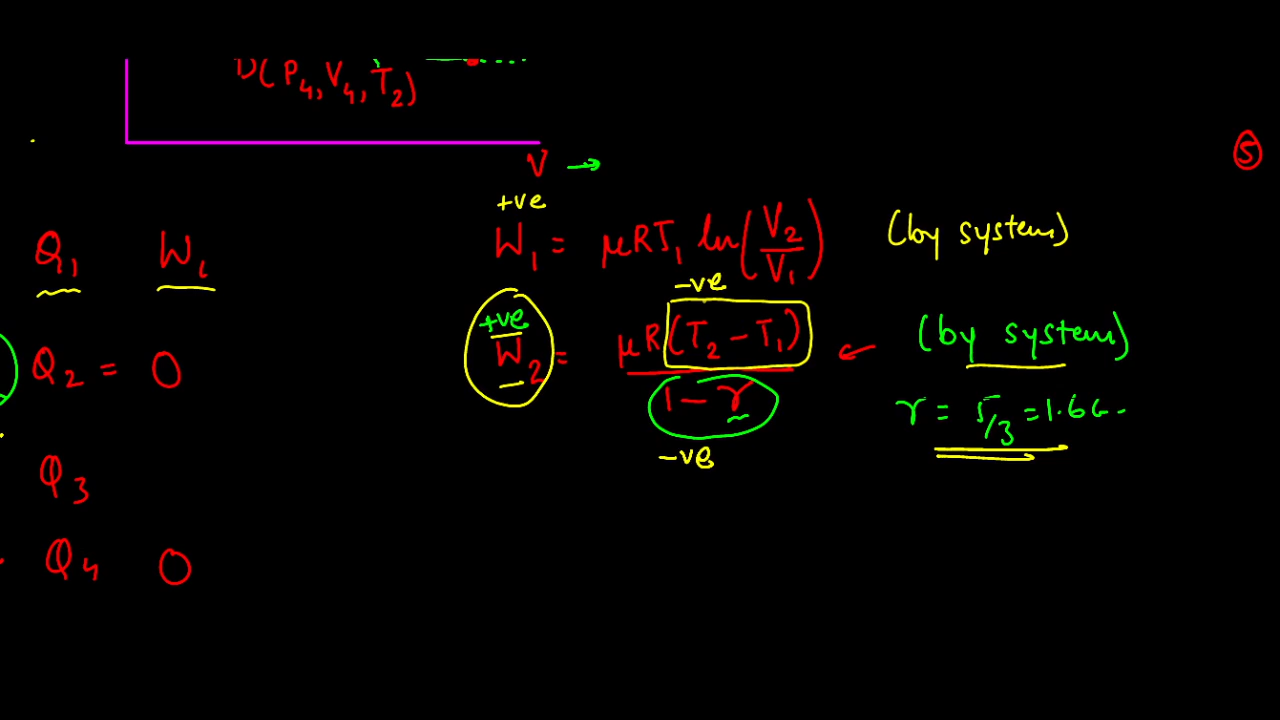 D(P4, V4, T2)
V →
5
+ve
Q1 W1 W1 = μRT1 ln(V2/V1) (by system)
-ve
+ve
Q2 = 0 W2 = μR(T2 - T1)/1 - γ (by system)
γ = 5/3 = 1.66.
-ve
Q3
Q4 0